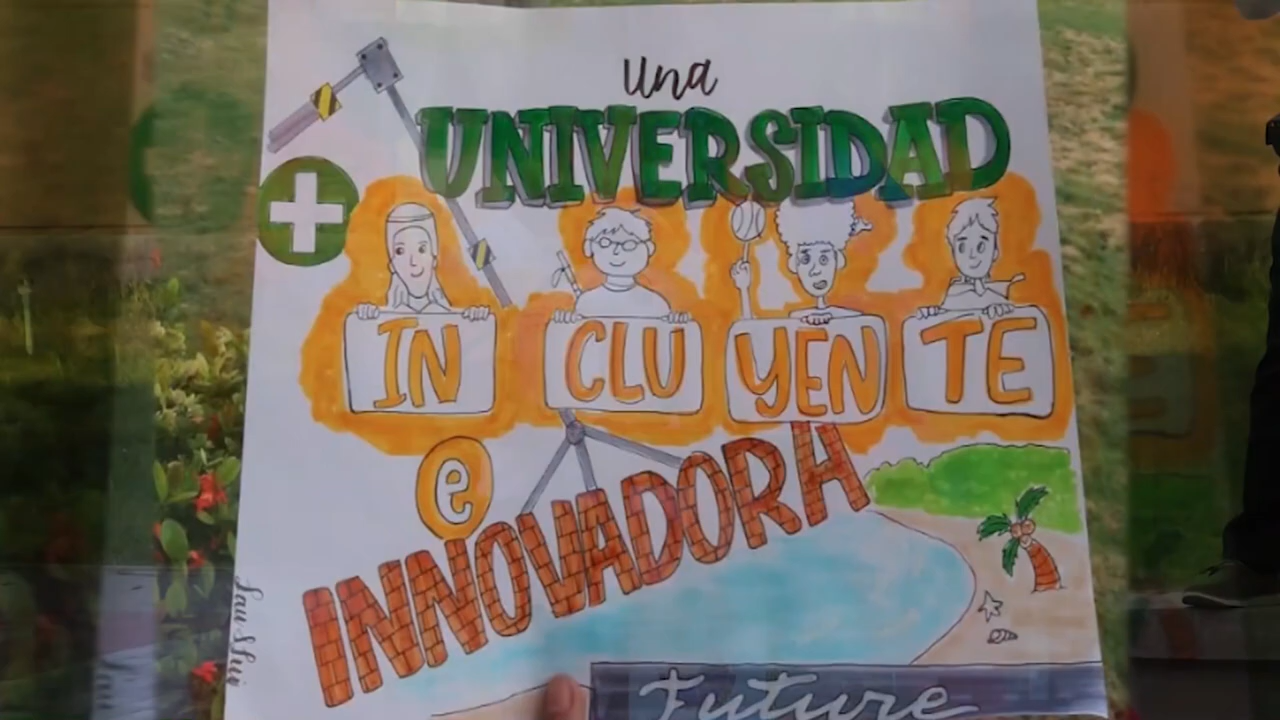 Una
UNIVERSIDAD
+ IN CLU YEN TE
e
INNOVADORA
Future